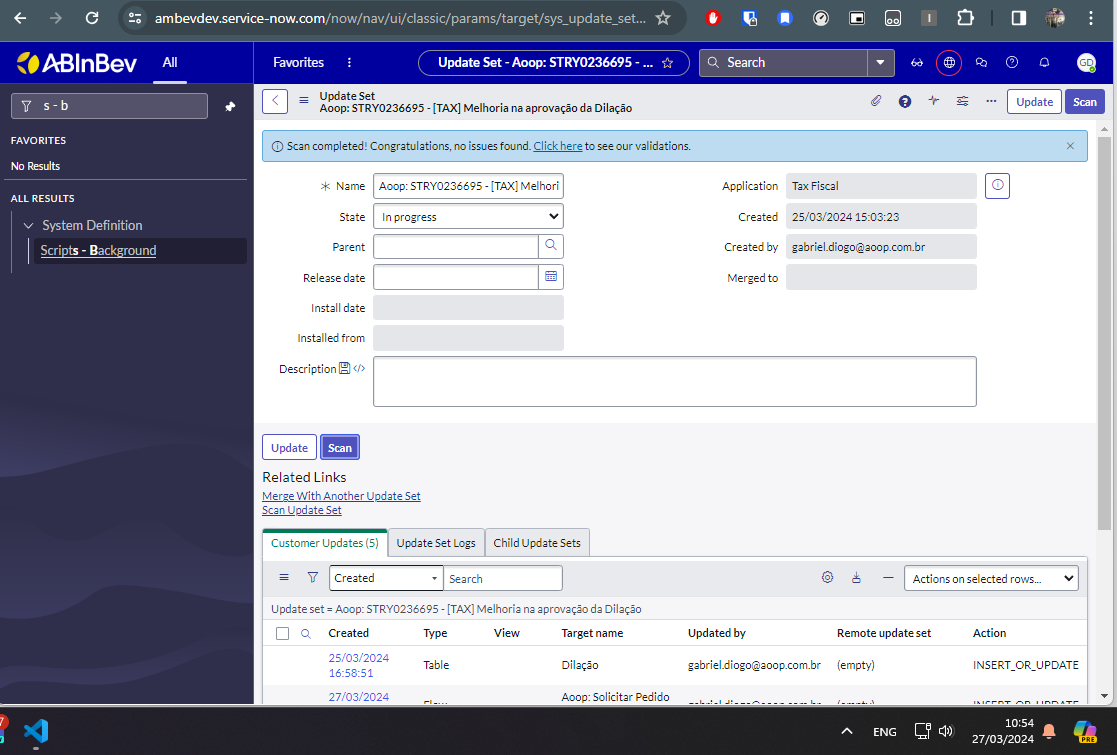 ambevdev.service-now.com/now/nav/ui/classic/params/target/sys_update_set...
ABInBev
All
Favorites
Update Set - Aoop: STRY0236695 - ...
Search
GD
s - b
FAVORITES
No Results
ALL RESULTS
System Definition
Scripts - Background
Update Set
Aoop: STRY0236695 - [TAX] Melhoria na aprovação da Dilação
Update
Scan
Scan completed! Congratulations, no issues found. Click here to see our validations.
Name
Aoop: STRY0236695 - [TAX] Melhori
Application
Tax Fiscal
State
In progress
Created
25/03/2024 15:03:23
Parent
Created by
gabriel.diogo@aoop.com.br
Release date
Merged to
Install date
Installed from
Description
Update
Scan
Related Links
Merge With Another Update Set
Scan Update Set
Customer Updates (5)
Update Set Logs
Child Update Sets
Created
Search
Actions on selected rows...
Update set = Aoop: STRY0236695 - [TAX] Melhoria na aprovação da Dilação
Created
Type
View
Target name
Updated by
Remote update set
Action
25/03/2024
16:58:51
Table
Dilação
gabriel.diogo@aoop.com.br
(empty)
INSERT_OR_UPDATE
27/03/2024
Aoop: Solicitar Pedido
ENG
10:54
27/03/2024
PRE